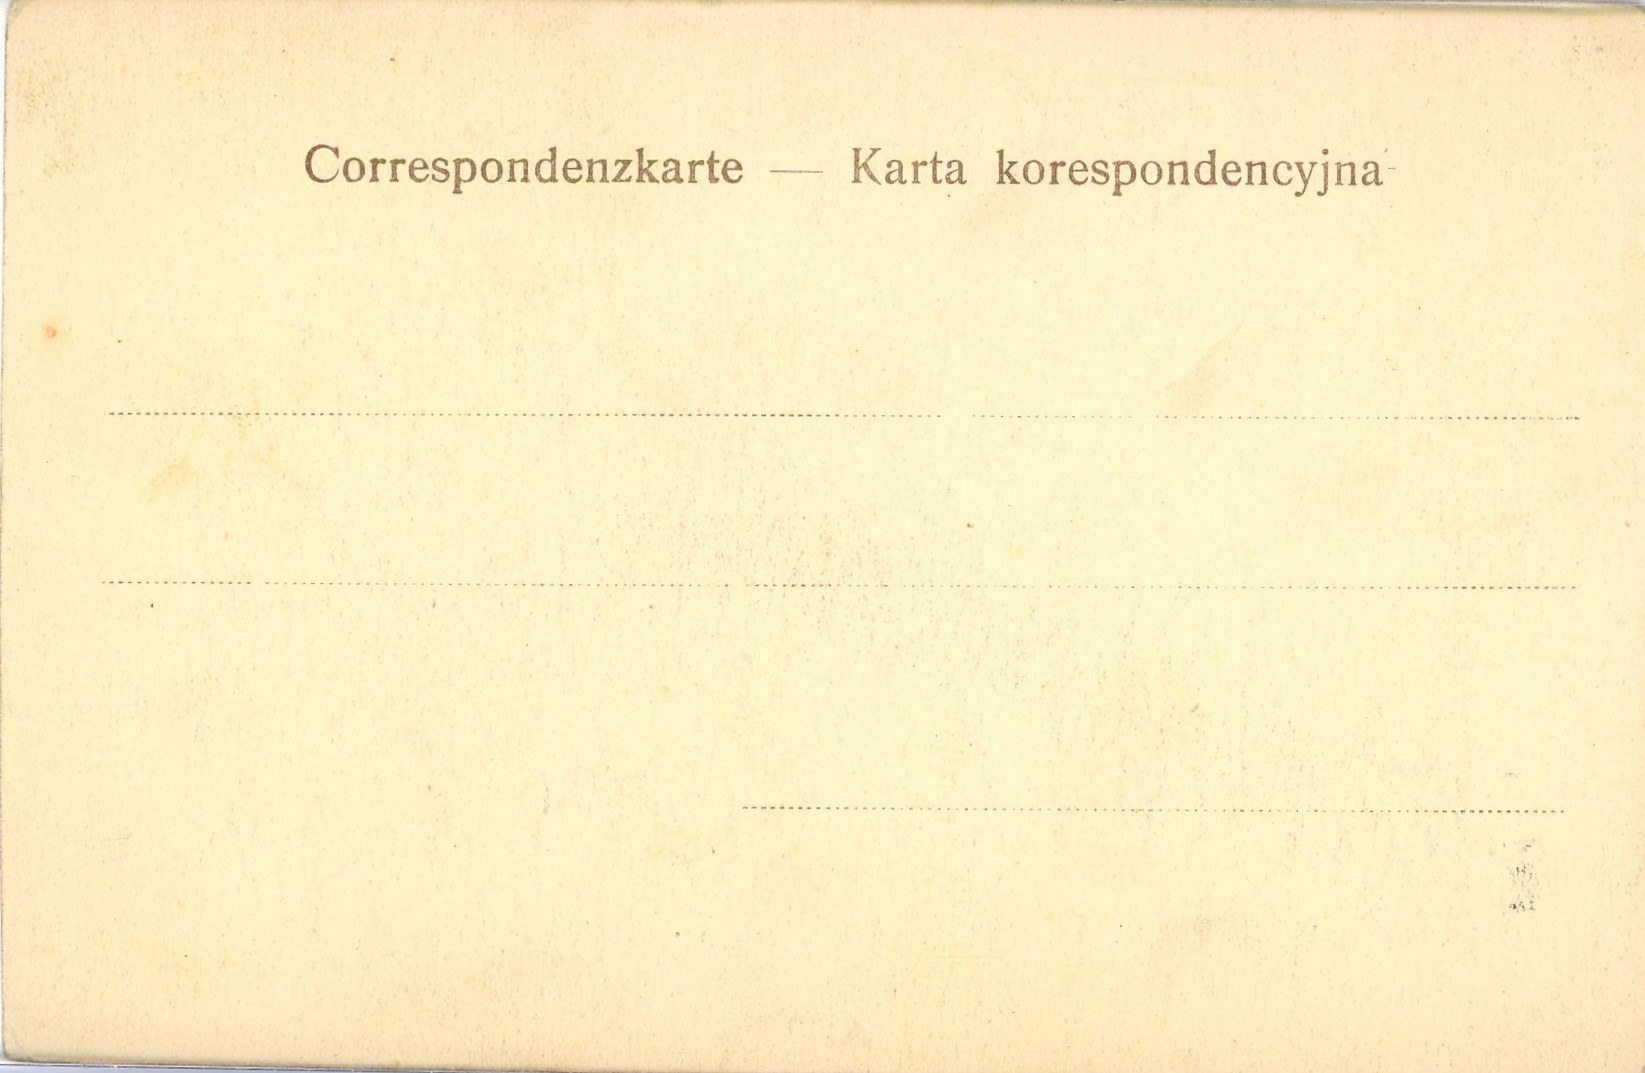 Correspondenzkarte — Karta korespondencyjna